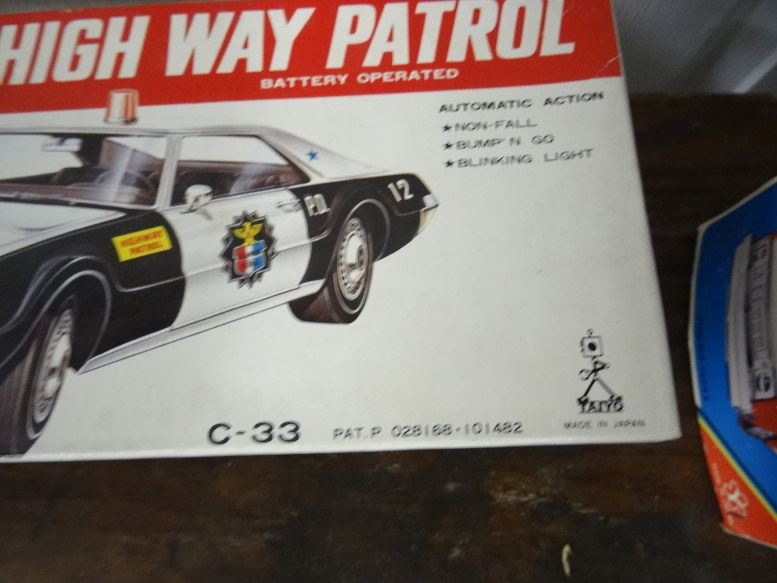 HIGH WAY PATROL
BATTERY OPERATED
AUTOMATIC ACTION
★NON-FALL
★BUMP'N GO
★BLINKING LIGHT
P.D 12
HIGHWAY
PATROL
TAIYO
C-33 PAT. P 028168·101482 MADE IN JAPAN